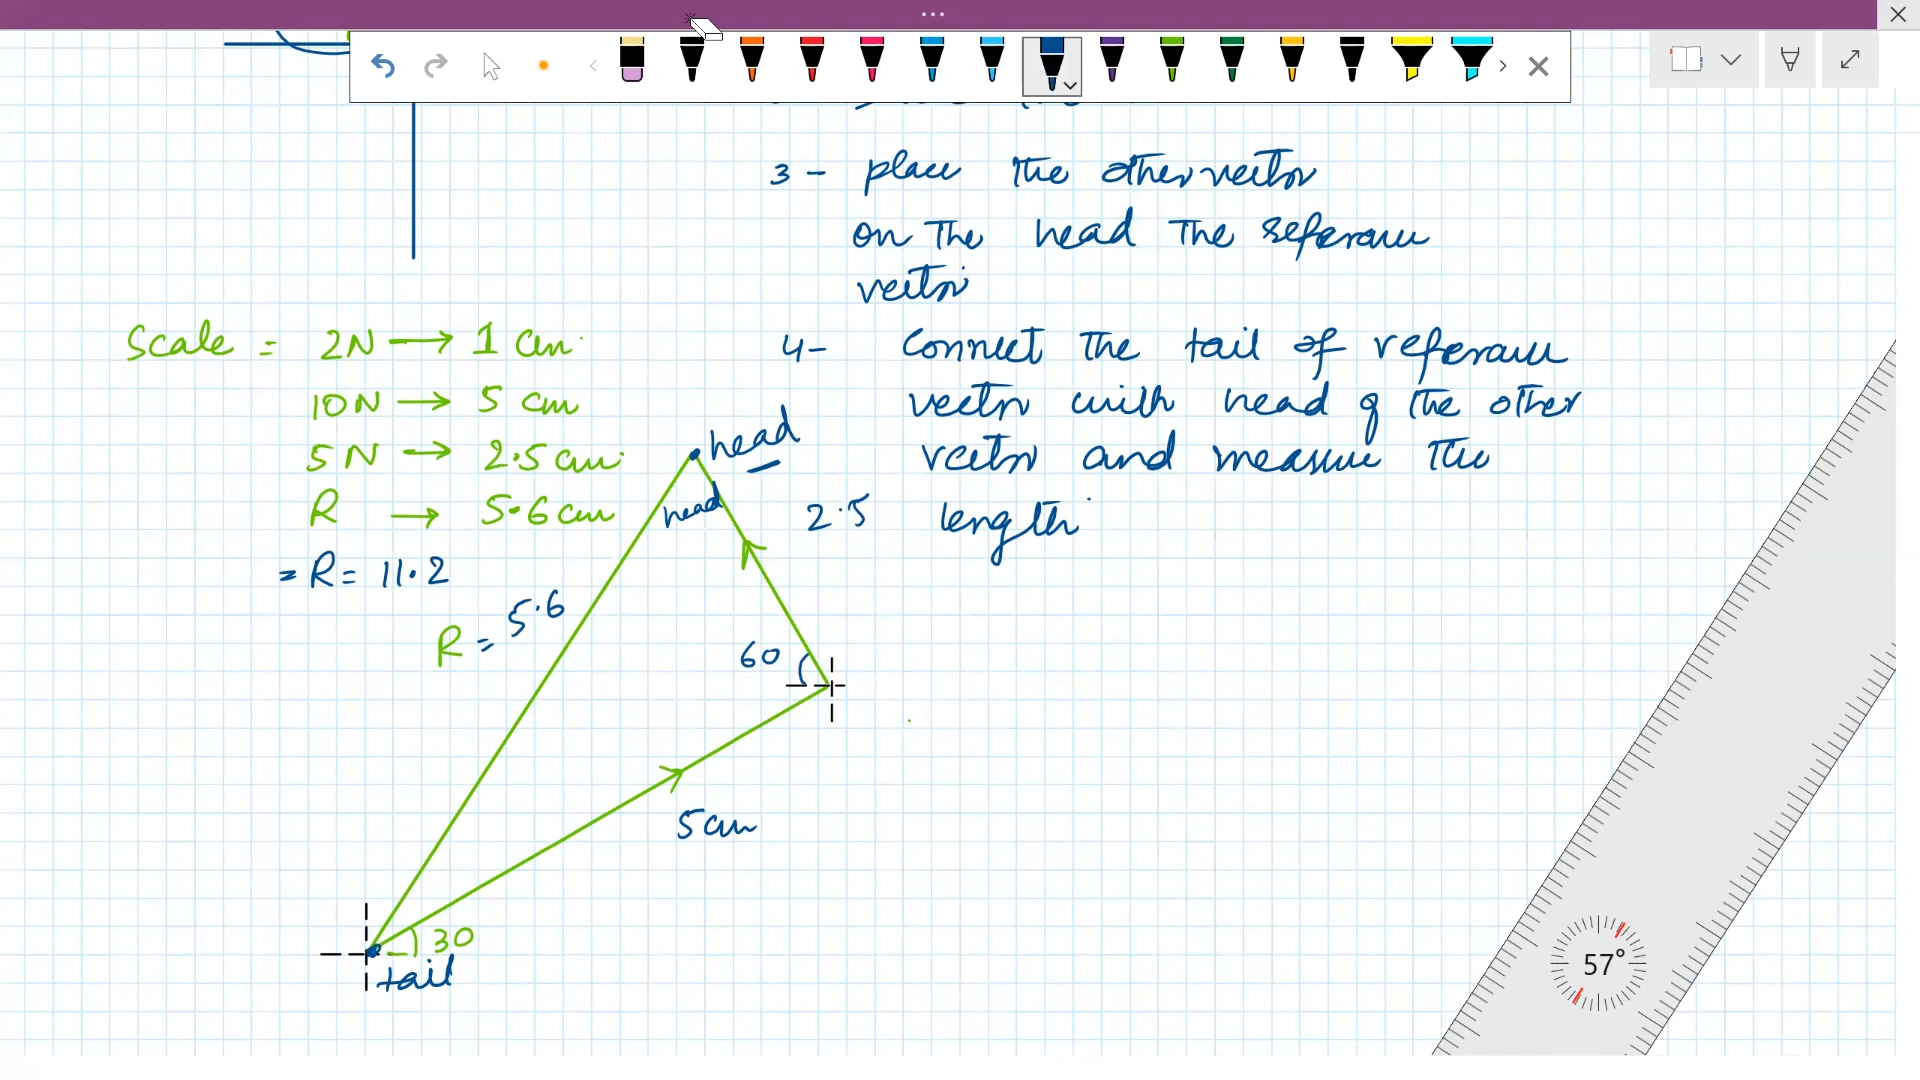 3 - place the other vector
on the head the referance
vector
Scale = 2N → 1 cm.
10N → 5 cm
5N → 2.5 cm.
R → 5.6 cm
= R = 11.2
4- Connect the tail of referance
vector with head of the other
vector and measure the
length
head
head
2.5
R = 5.6
60
5 cm
30
tail
57°